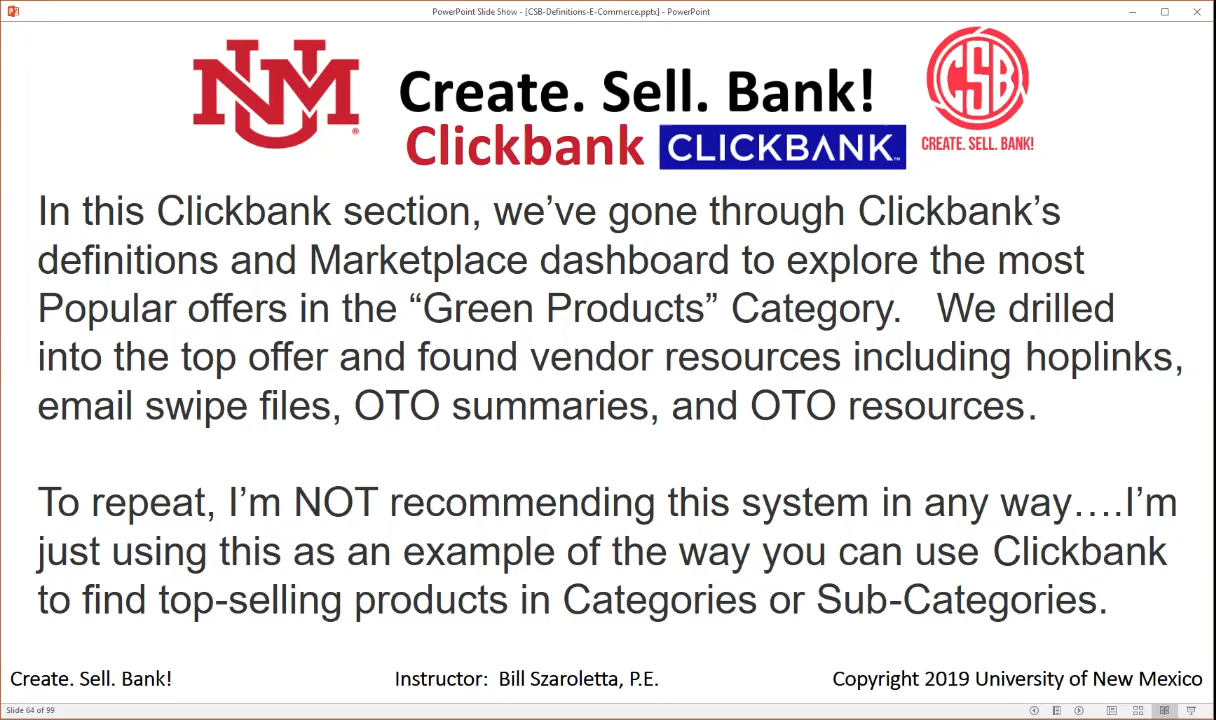 PowerPoint Slide Show - [CSB-Definitions-E-Commerce.pptx] - PowerPoint
UNM®
Create. Sell. Bank!
Clickbank CLICKBANK™
CSB
CREATE. SELL. BANK!
In this Clickbank section, we’ve gone through Clickbank’s
definitions and Marketplace dashboard to explore the most
Popular offers in the “Green Products” Category. We drilled
into the top offer and found vendor resources including hoplinks,
email swipe files, OTO summaries, and OTO resources.
To repeat, I’m NOT recommending this system in any way….I’m
just using this as an example of the way you can use Clickbank
to find top-selling products in Categories or Sub-Categories.
Create. Sell. Bank! Instructor: Bill Szaroletta, P.E. Copyright 2019 University of New Mexico
Slide 64 of 99